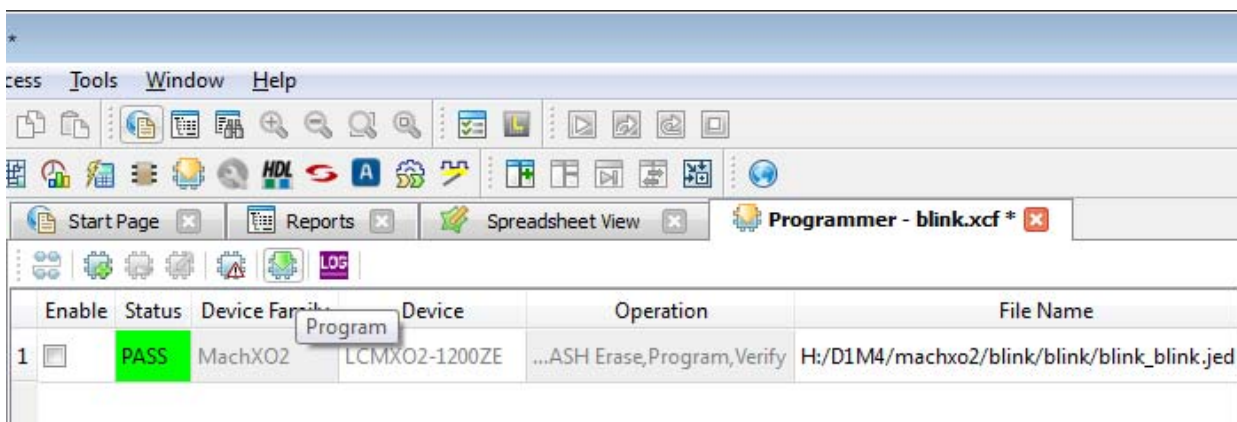 *
cess Tools Window Help
HDL A
Start Page Reports Spreadsheet View Programmer - blink.xcf *
LOG
Enable Status Device Family Device Operation File Name
Program
1 PASS MachXO2 LCMXO2-1200ZE ...ASH Erase,Program,Verify H:/D1M4/machxo2/blink/blink/blink_blink.jed